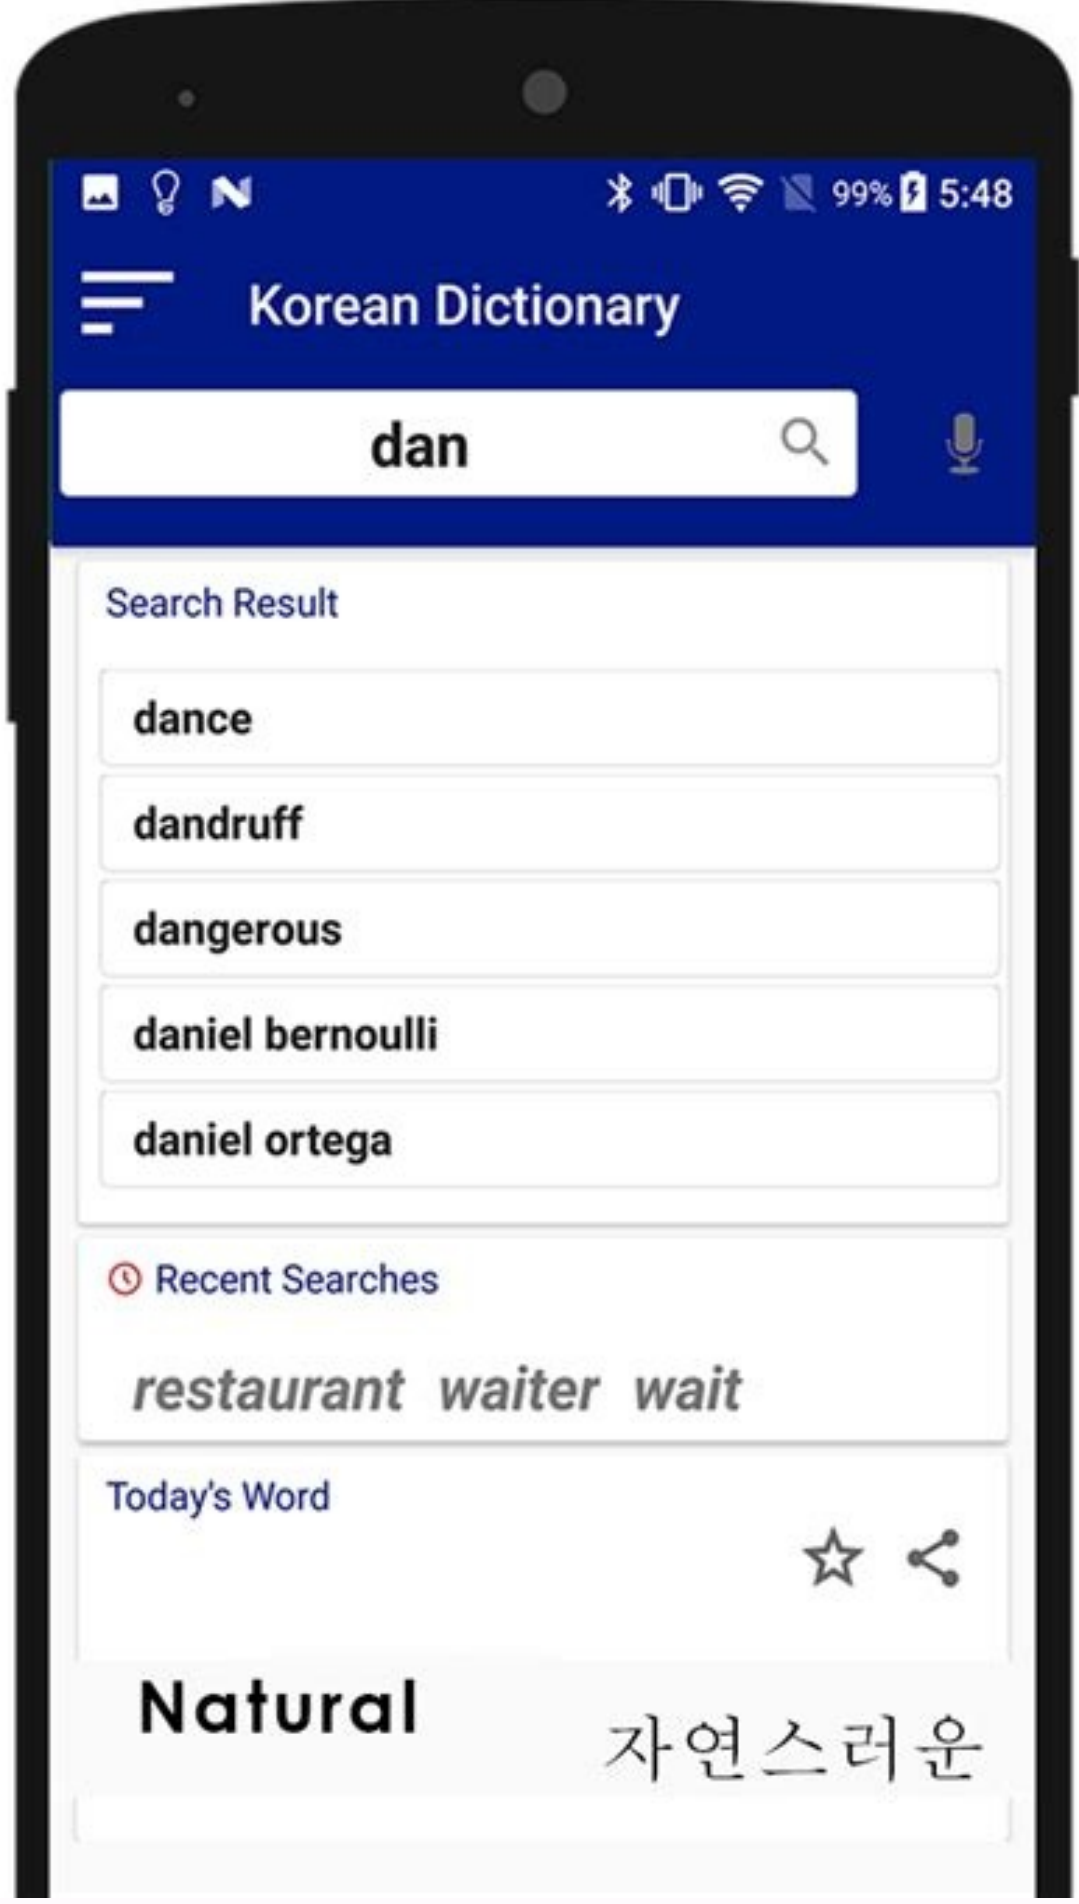 99% 5:48
Korean Dictionary
dan
Search Result
dance
dandruff
dangerous
daniel bernoulli
daniel ortega
Recent Searches
restaurant waiter wait
Today's Word
Natural
자연스러운